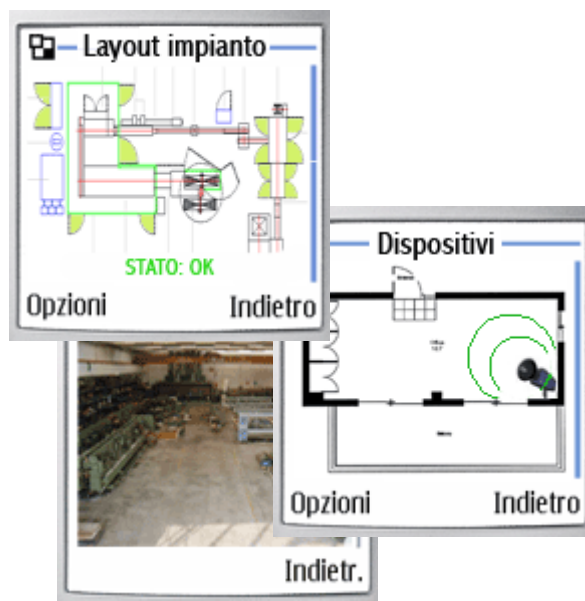 Layout impianto
STATO: OK
Opzioni Indietro
Dispositivi
Opzioni Indietro
Indietr.